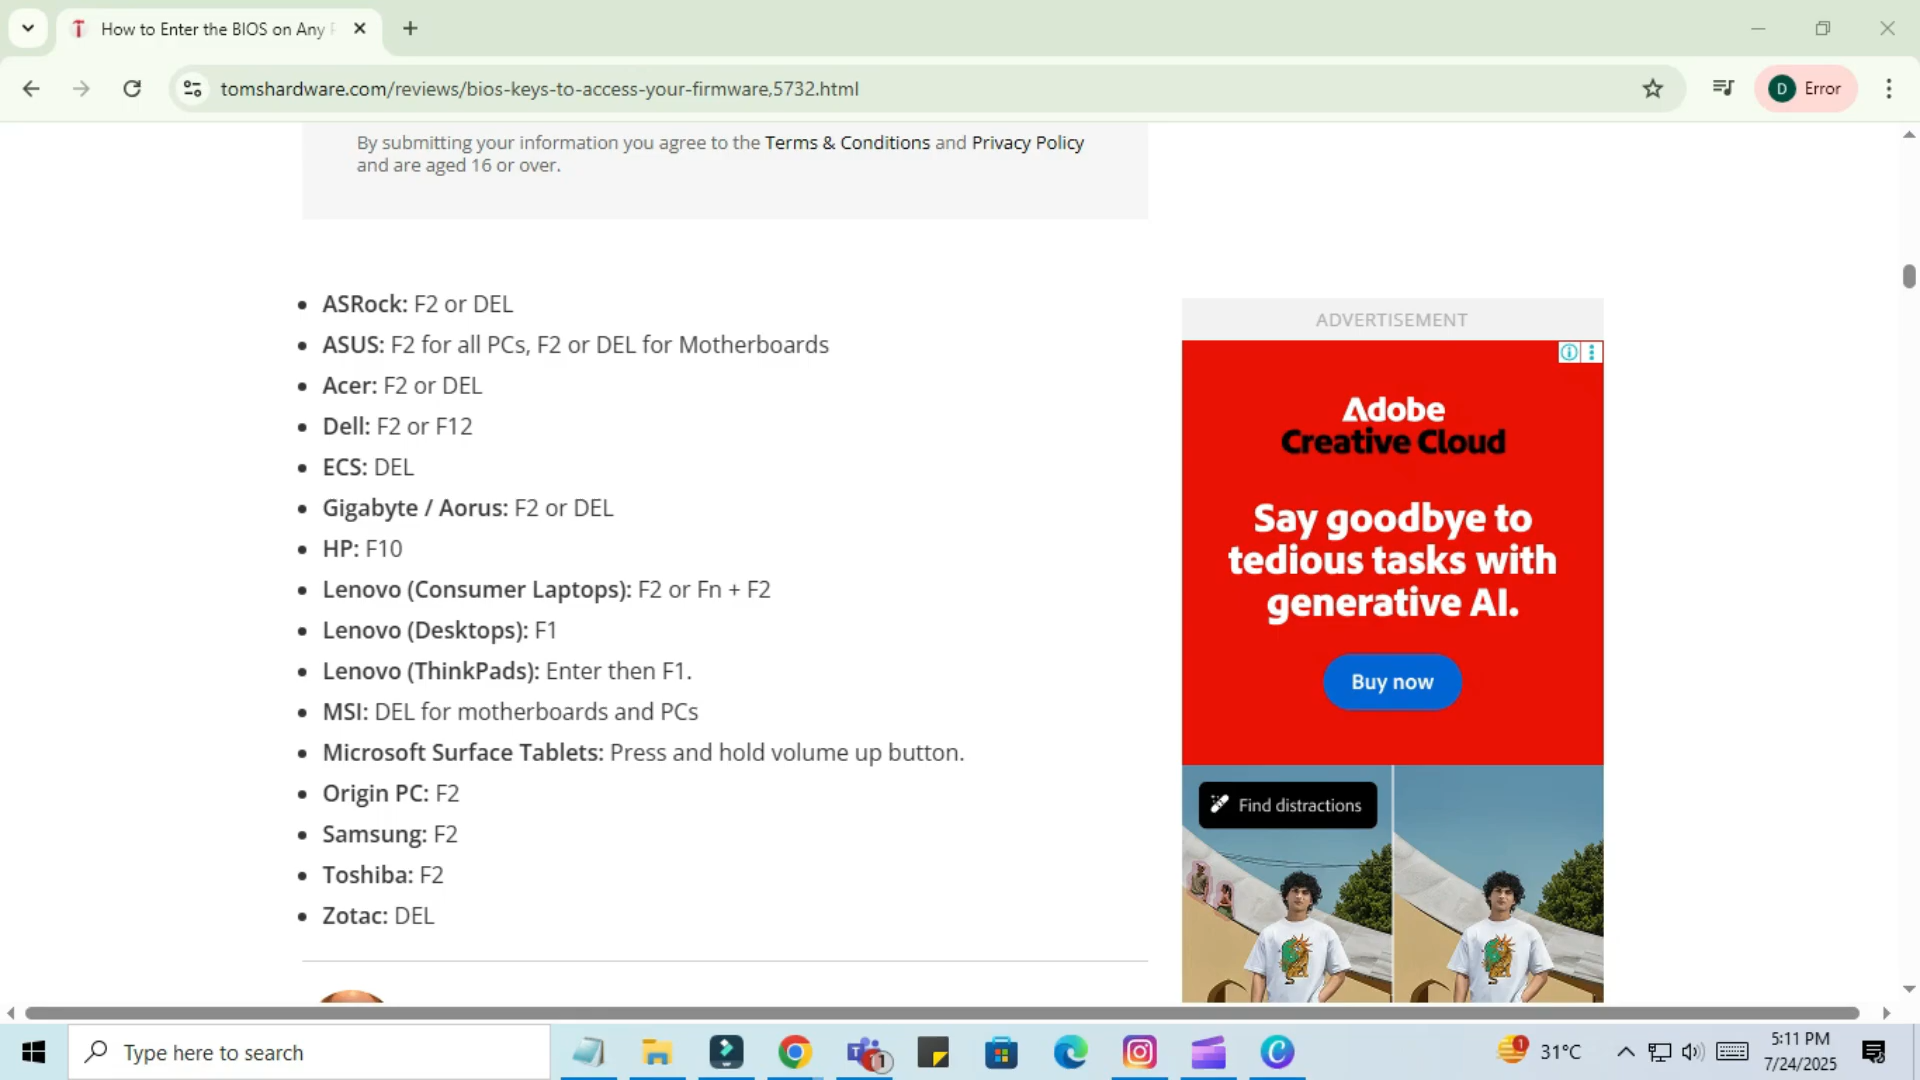 How to Enter the BIOS on Any
tomshardware.com/reviews/bios-keys-to-access-your-firmware,5732.html
D
Error
By submitting your information you agree to the Terms & Conditions and Privacy Policy
and are aged 16 or over.
• ASRock: F2 or DEL
• ASUS: F2 for all PCs, F2 or DEL for Motherboards
• Acer: F2 or DEL
• Dell: F2 or F12
• ECS: DEL
• Gigabyte / Aorus: F2 or DEL
• HP: F10
• Lenovo (Consumer Laptops): F2 or Fn + F2
• Lenovo (Desktops): F1
• Lenovo (ThinkPads): Enter then F1.
• MSI: DEL for motherboards and PCs
• Microsoft Surface Tablets: Press and hold volume up button.
• Origin PC: F2
• Samsung: F2
• Toshiba: F2
• Zotac: DEL
ADVERTISEMENT
Adobe
Creative Cloud
Say goodbye to
tedious tasks with
generative AI.
Buy now
Find distractions
Type here to search
1
1
31°C
5:11 PM
7/24/2025